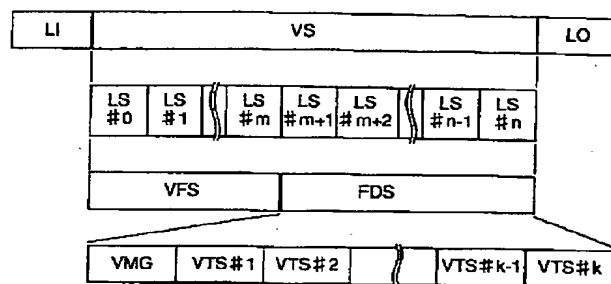 LI VS LO
LS #0 LS #1 LS #m LS #m+1 LS #m+2 LS #n-1 LS #n
VFS FDS
VMG VTS#1 VTS#2 VTS#k-1 VTS#k